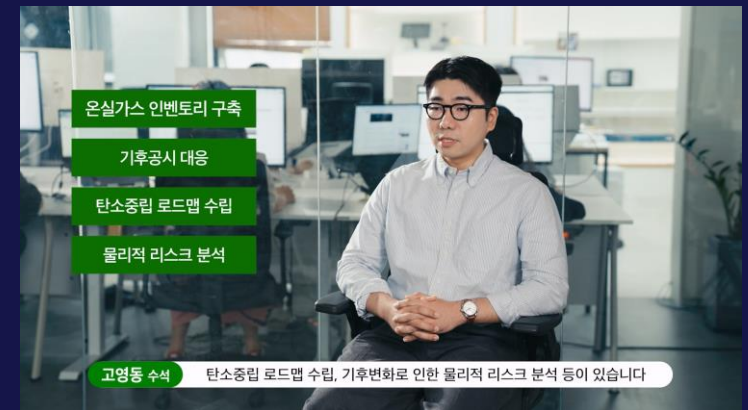 온실가스 인벤토리 구축
기후공시 대응
탄소중립 로드맵 수립
물리적 리스크 분석
고영동 수석 탄소중립 로드맵 수립, 기후변화로 인한 물리적 리스크 분석 등이 있습니다